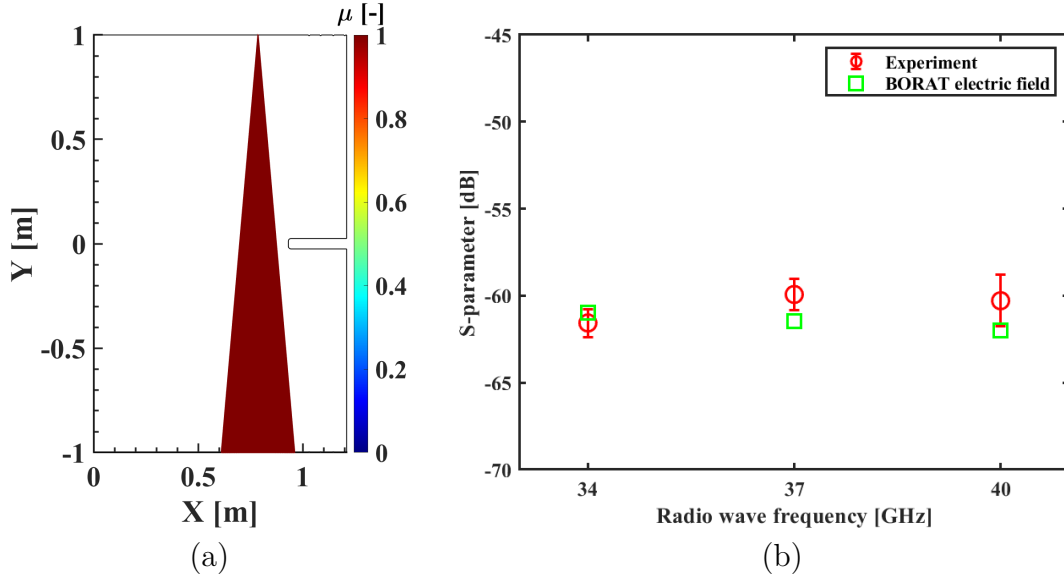 μ [-]
1
0.8
0.6
0.4
0.2
0
1
0.5
0
-0.5
-1
Y [m]
0
0.5
1
X [m]
(a)
-45
-50
-55
-60
-65
-70
S-parameter [dB]
Experiment
BORAT electric field
34
37
40
Radio wave frequency [GHz]
(b)